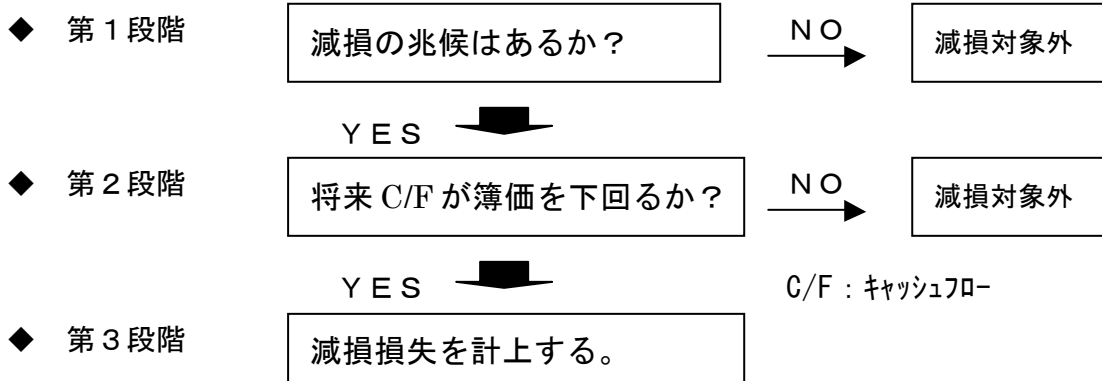 ◆ 第１段階 減損の兆候はあるか？ ＮＯ 減損対象外
ＹＥＳ
◆ 第２段階 将来 C/F が簿価を下回るか？ ＮＯ 減損対象外
ＹＥＳ C/F：ｷｬｯｼｭﾌﾛｰ
◆ 第３段階 減損損失を計上する。